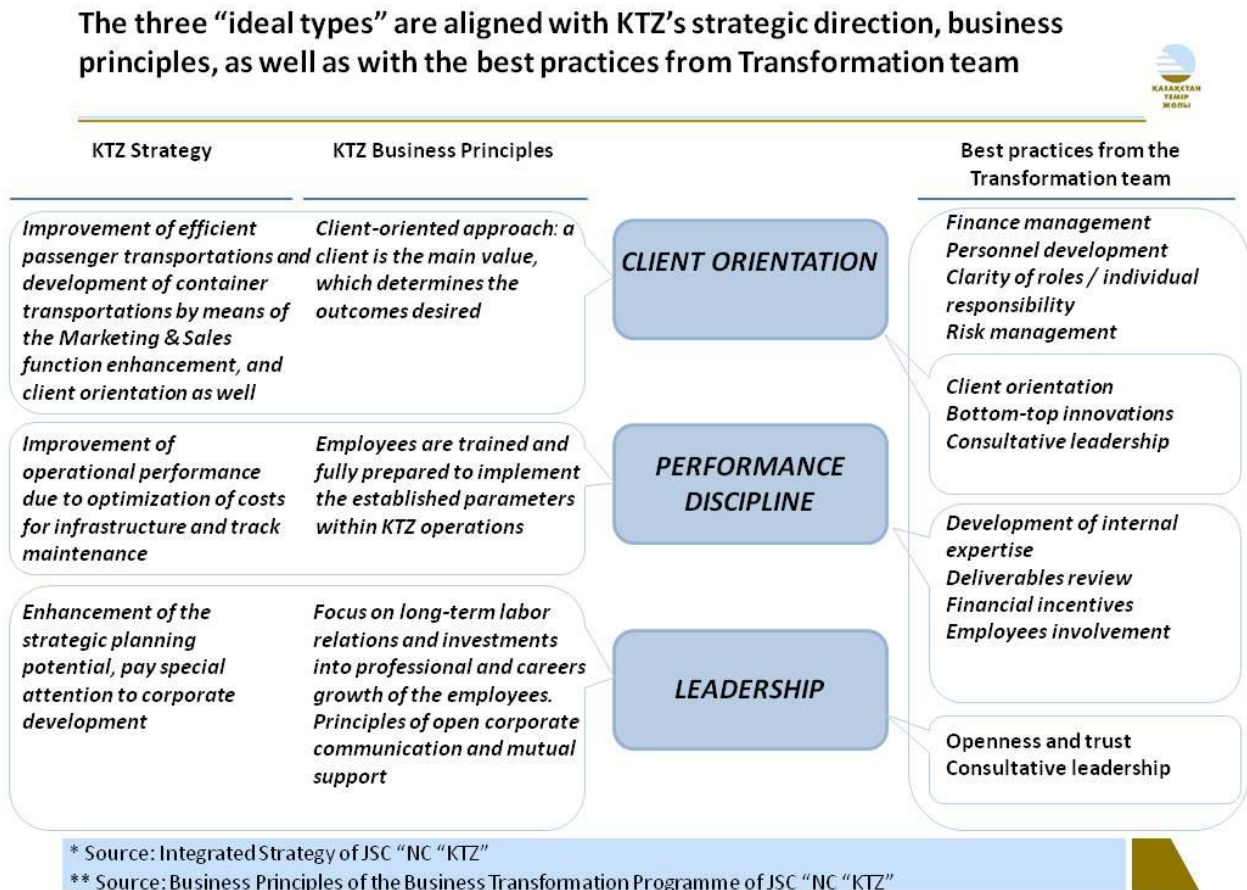 The three “ideal types” are aligned with KTZ’s strategic direction, business
principles, as well as with the best practices from Transformation team
ҚАЗАҚСТАН
ТЕМІР
ЖОЛЫ
KTZ Strategy
KTZ Business Principles
Best practices from the
Transformation team
Improvement of efficient
passenger transportations and
development of container
transportations by means of
the Marketing & Sales
function enhancement, and
client orientation as well
Client-oriented approach: a
client is the main value,
which determines the
outcomes desired
CLIENT ORIENTATION
Finance management
Personnel development
Clarity of roles / individual
responsibility
Risk management
Client orientation
Bottom-top innovations
Consultative leadership
Improvement of
operational performance
due to optimization of costs
for infrastructure and track
maintenance
Employees are trained and
fully prepared to implement
the established parameters
within KTZ operations
PERFORMANCE
DISCIPLINE
Development of internal
expertise
Deliverables review
Financial incentives
Employees involvement
Enhancement of the
strategic planning
potential, pay special
attention to corporate
development
Focus on long-term labor
relations and investments
into professional and careers
growth of the employees.
Principles of open corporate
communication and mutual
support
LEADERSHIP
Openness and trust
Consultative leadership
* Source: Integrated Strategy of JSC “NC “KTZ”
** Source: Business Principles of the Business Transformation Programme of JSC “NC “KTZ”